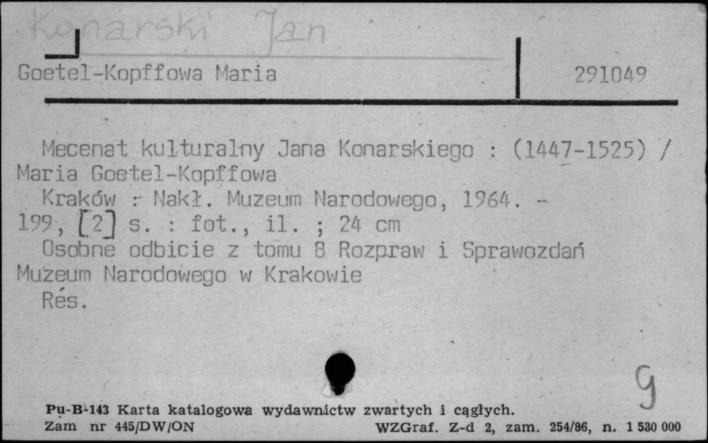 Konarski Jan
Goetel-Kopffowa Maria 291049
Mecenat kulturalny Jana Konarskiego : (1447-1525) /
Maria Goetel-Kopffowa
Kraków : Nakł. Muzeum Narodowego, 1964. -
199, [2] s. : fot., il. ; 24 cm
Osobne odbicie z tomu 8 Rozpraw i Sprawozdań
Muzeum Narodowego w Krakowie
Rés.
g
Pu-B-143 Karta katalogowa wydawnictw zwartych i cągłych.
Zam nr 445/DW/ON WZGraf. Z-d 2, zam. 254/86, n. 1 530 000